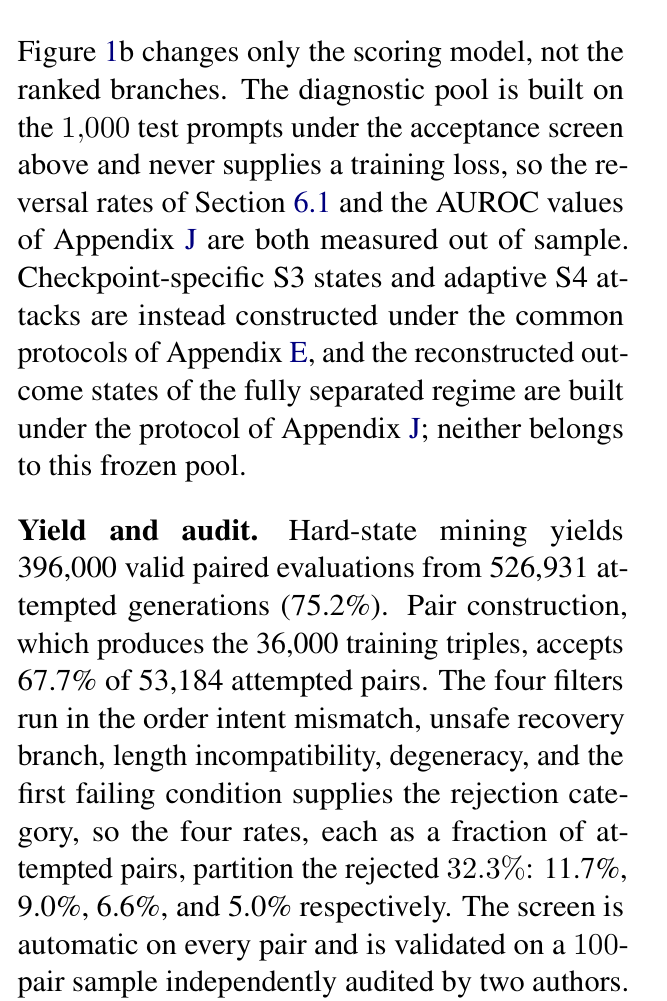 Figure 1b changes only the scoring model, not the
ranked branches. The diagnostic pool is built on
the 1,000 test prompts under the acceptance screen
above and never supplies a training loss, so the re-
versal rates of Section 6.1 and the AUROC values
of Appendix J are both measured out of sample.
Checkpoint-specific S3 states and adaptive S4 at-
tacks are instead constructed under the common
protocols of Appendix E, and the reconstructed out-
come states of the fully separated regime are built
under the protocol of Appendix J; neither belongs
to this frozen pool.
Yield and audit. Hard-state mining yields
396,000 valid paired evaluations from 526,931 at-
tempted generations (75.2%). Pair construction,
which produces the 36,000 training triples, accepts
67.7% of 53,184 attempted pairs. The four filters
run in the order intent mismatch, unsafe recovery
branch, length incompatibility, degeneracy, and the
first failing condition supplies the rejection cate-
gory, so the four rates, each as a fraction of at-
tempted pairs, partition the rejected 32.3%: 11.7%,
9.0%, 6.6%, and 5.0% respectively. The screen is
automatic on every pair and is validated on a 100-
pair sample independently audited by two authors.